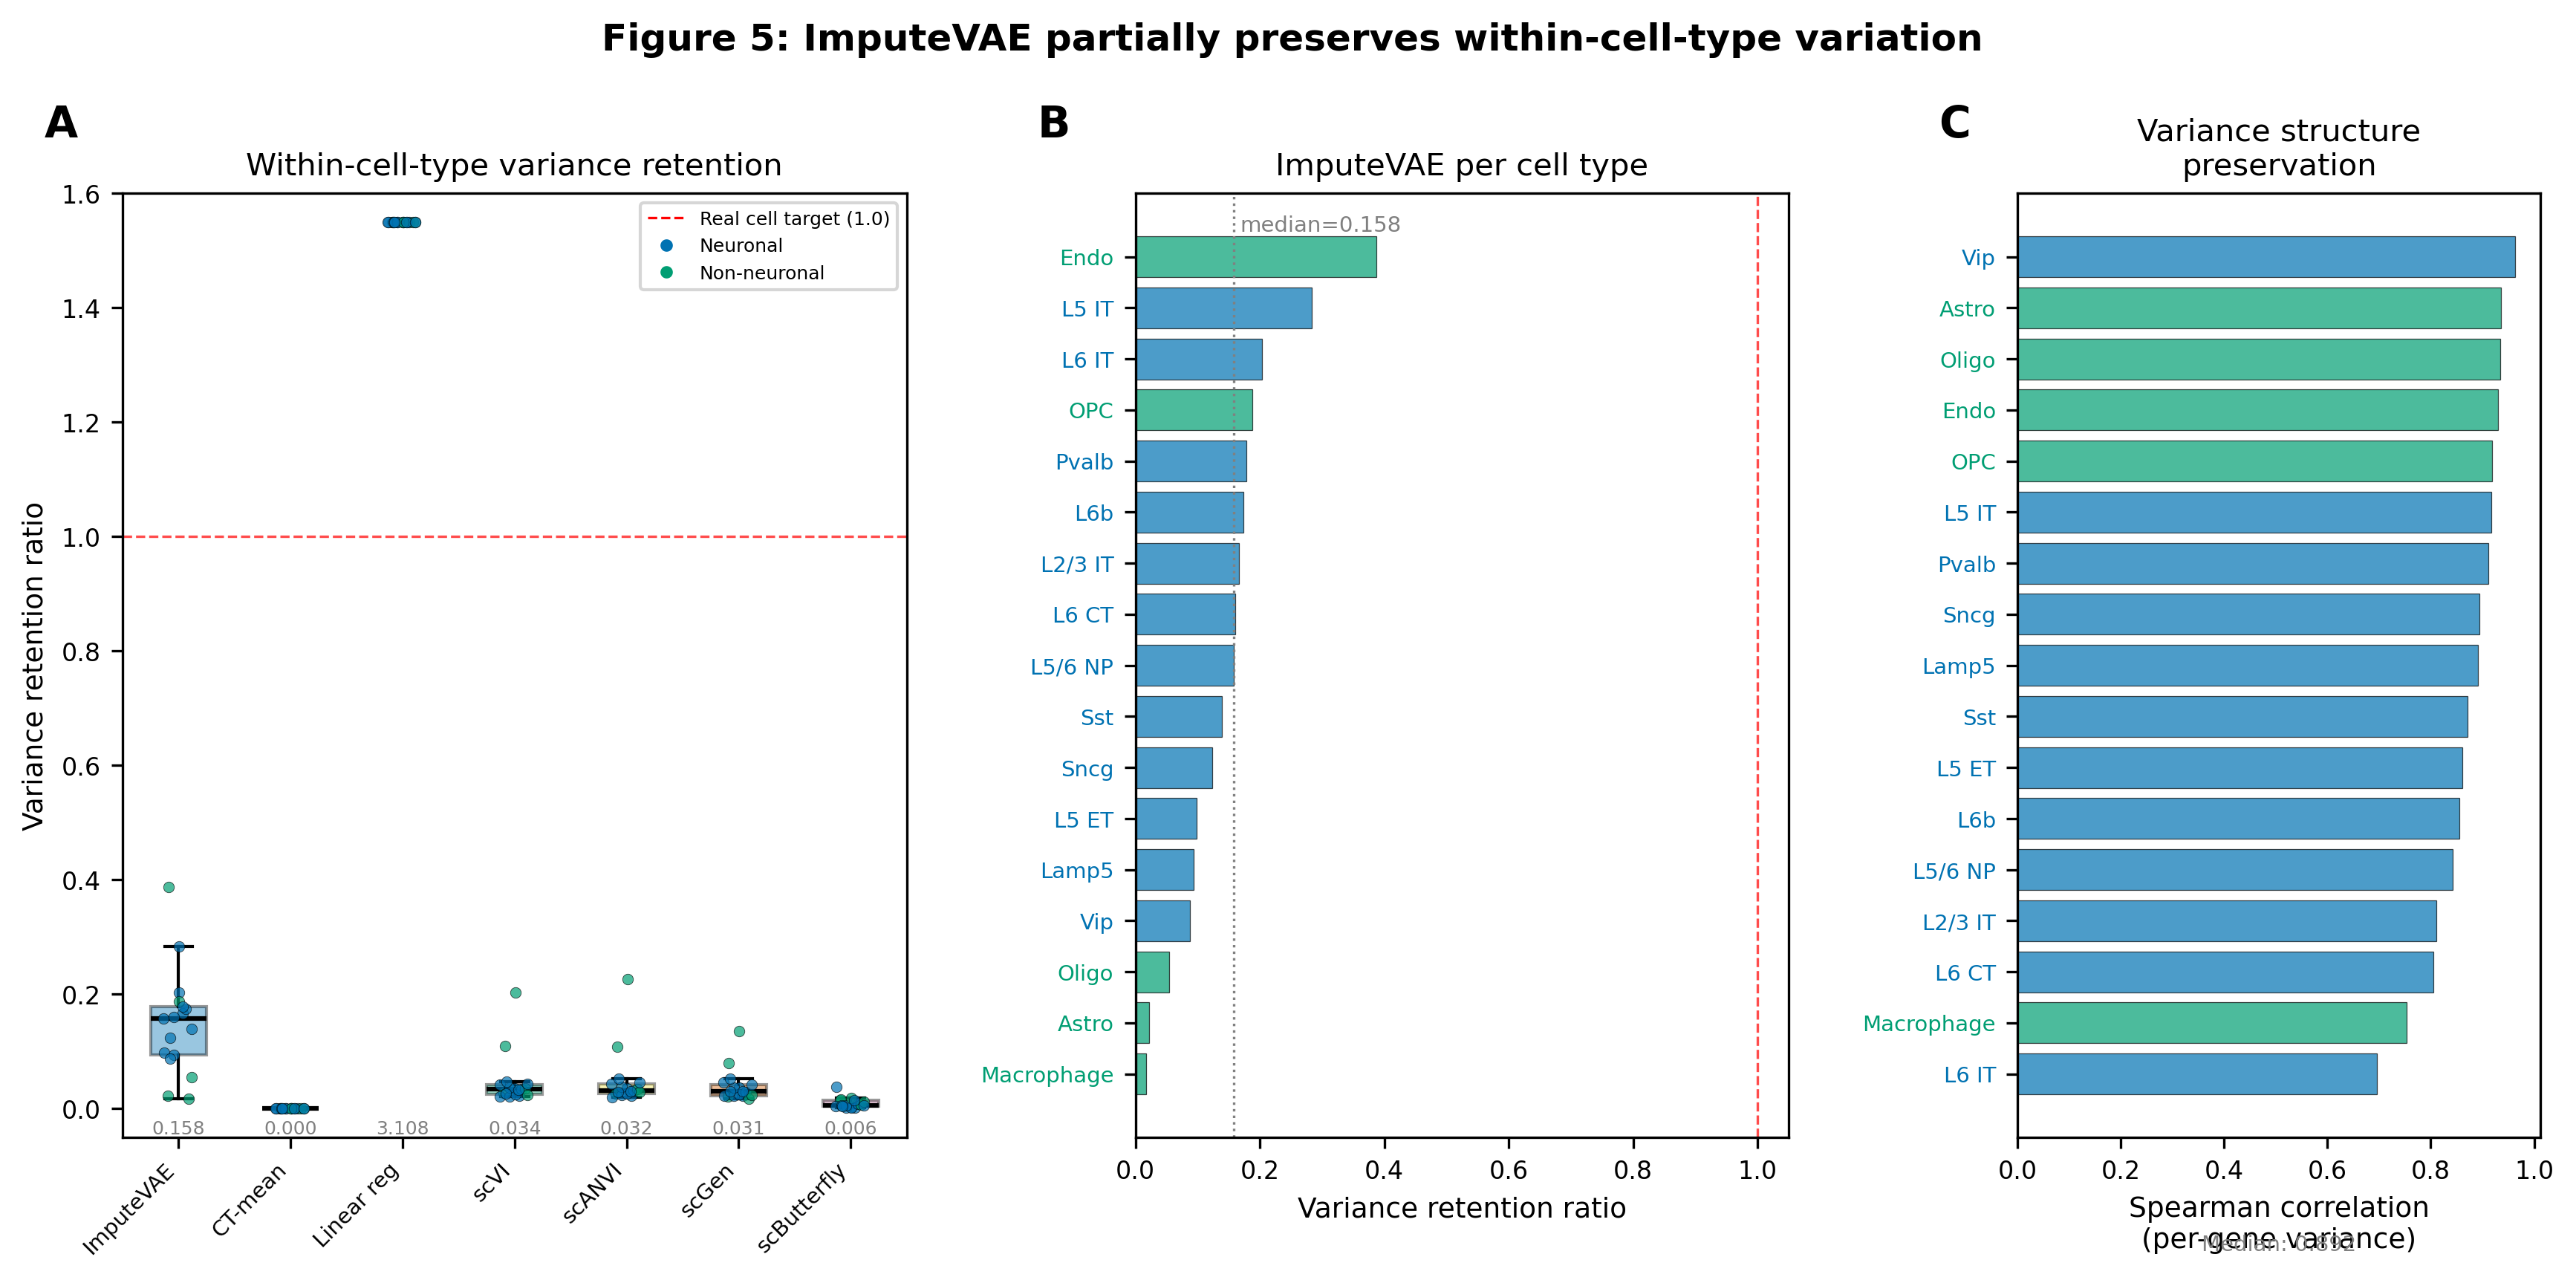 Figure 5: ImputeVAE partially preserves within-cell-type variation
A
Within-cell-type variance retention
Variance retention ratio
1.6
1.4
1.2
1.0
0.8
0.6
0.4
0.2
0.0
Real cell target (1.0)
Neuronal
Non-neuronal
0.158
0.000
3.108
0.034
0.032
0.031
0.006
ImputeVAE
CT-mean
Linear reg
scVI
scANVI
scGen
scButterfly
B
ImputeVAE per cell type
median=0.158
Endo
L5 IT
L6 IT
OPC
Pvalb
L6b
L2/3 IT
L6 CT
L5/6 NP
Sst
Sncg
L5 ET
Lamp5
Vip
Oligo
Astro
Macrophage
0.0
0.2
0.4
0.6
0.8
1.0
Variance retention ratio
C
Variance structure
preservation
Vip
Astro
Oligo
Endo
OPC
L5 IT
Pvalb
Sncg
Lamp5
Sst
L5 ET
L6b
L5/6 NP
L2/3 IT
L6 CT
Macrophage
L6 IT
0.0
0.2
0.4
0.6
0.8
1.0
Spearman correlation
(per-gene variance)
Median: 0.892